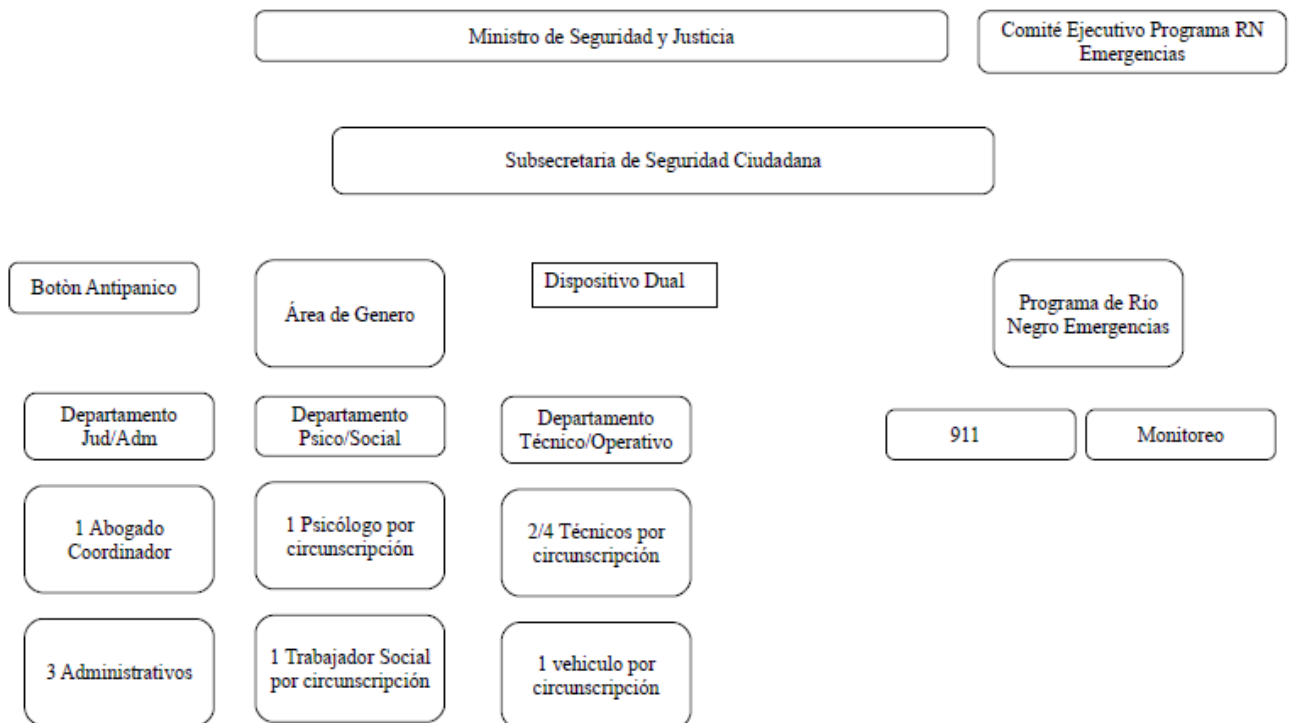 Ministro de Seguridad y Justicia
Comité Ejecutivo Programa RN
Emergencias
Subsecretaria de Seguridad Ciudadana
Botòn Antipanico
Área de Genero
Dispositivo Dual
Programa de Río
Negro Emergencias
Departamento
Jud/Adm
Departamento
Psico/Social
Departamento
Técnico/Operativo
911
Monitoreo
1 Abogado
Coordinador
1 Psicólogo por
circunscripción
2/4 Técnicos por
circunscripción
3 Administrativos
1 Trabajador Social
por circunscripción
1 vehiculo por
circunscripción